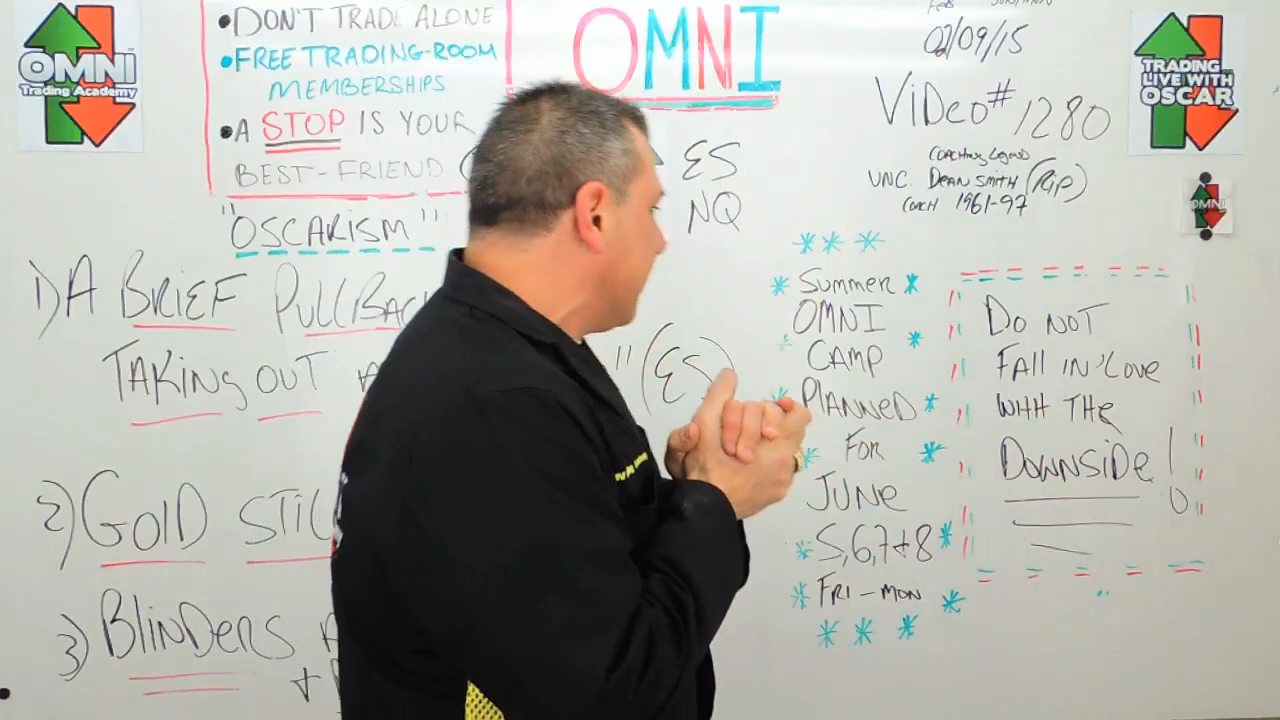 OMNI
Trading Academy
•DON'T TRADE ALONE
•FREE TRADING-ROOM
MEMBERSHIPS
•A STOP IS YOUR
BEST-FRIEND
"OSCARISM"
1) A BRIEF PULLBAC
TAKING OUT
2) GOLD STIL
3) BLINDERS
+
OMNI
ES
NQ
" (ES)
02/09/15
VIDEO# 1280
COACHING LEGEND
UNC. DEAN SMITH (RIP)
COACH 1961-97
TRADING
LIVE WITH
OSCAR
OMNI
* * *
* SUMMER *
OMNI
CAMP *
* PLANNED *
* FOR *
JUNE
* 5,6,7+8 *
* FRI-MON *
* * *
DO NOT
FALL IN LOVE
WITH THE
DOWNSIDE!